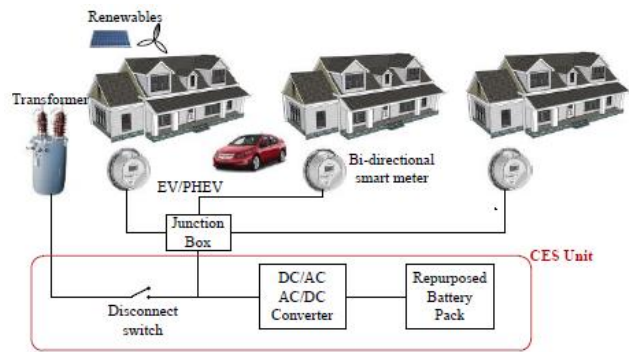 Renewables
Transformer
Bi-directional
smart meter
EV/PHEV
Junction
Box
CES Unit
DC/AC
AC/DC
Converter
Repurposed
Battery
Pack
Disconnect
switch